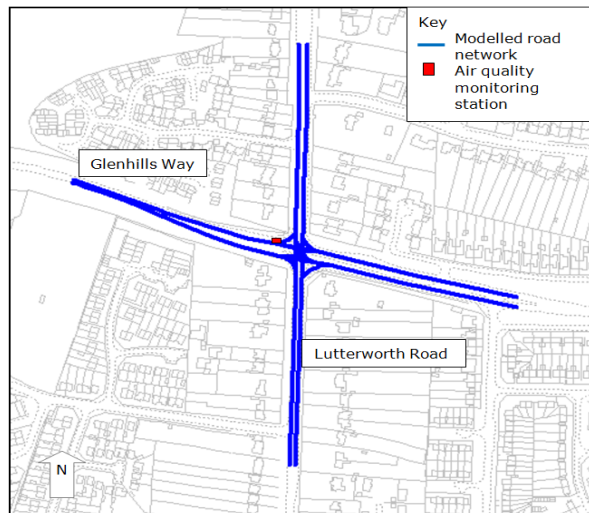 Key
Modelled road
network
Air quality
monitoring
station
Glenhills Way
Lutterworth Road
N